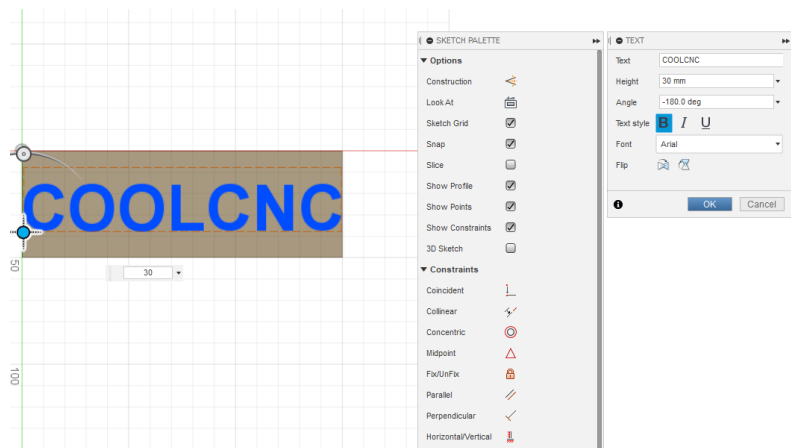 COOLCNC
50
30
100
SKETCH PALETTE
Options
Construction
Look At
Sketch Grid
Snap
Slice
Show Profile
Show Points
Show Constraints
3D Sketch
Constraints
Coincident
Collinear
Concentric
Midpoint
Fix/UnFix
Parallel
Perpendicular
Horizontal/Vertical
TEXT
Text COOLCNC
Height 30 mm
Angle -180.0 deg
Text style B I U
Font Arial
Flip
OK Cancel